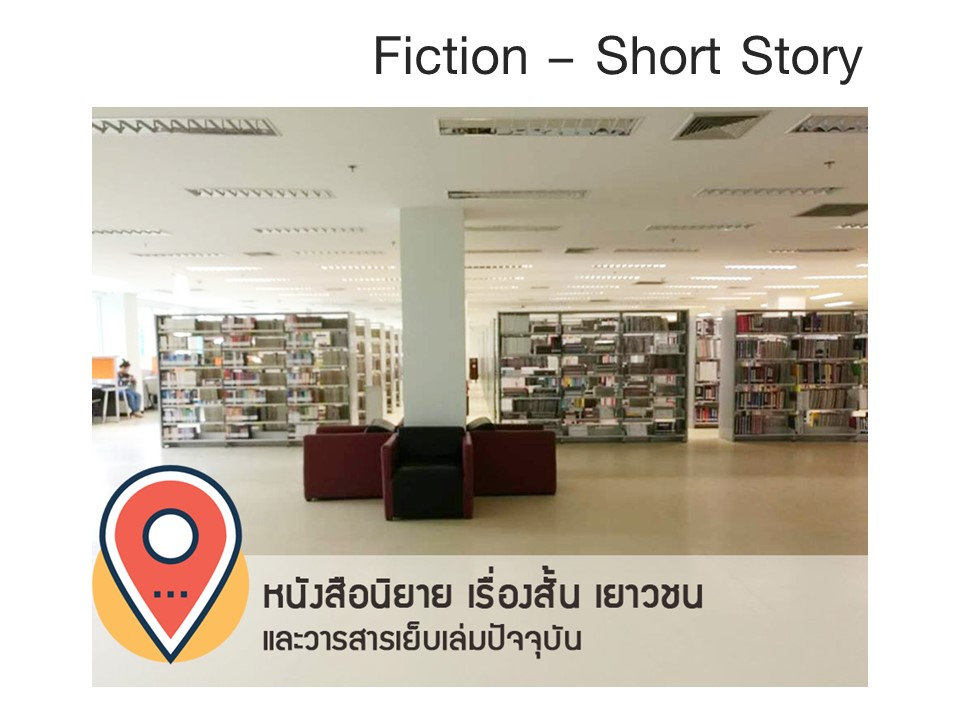 Fiction – Short Story
หนังสือนิยาย เรื่องสั้น เยาวชน
และวารสารเย็บเล่มปัจจุบัน